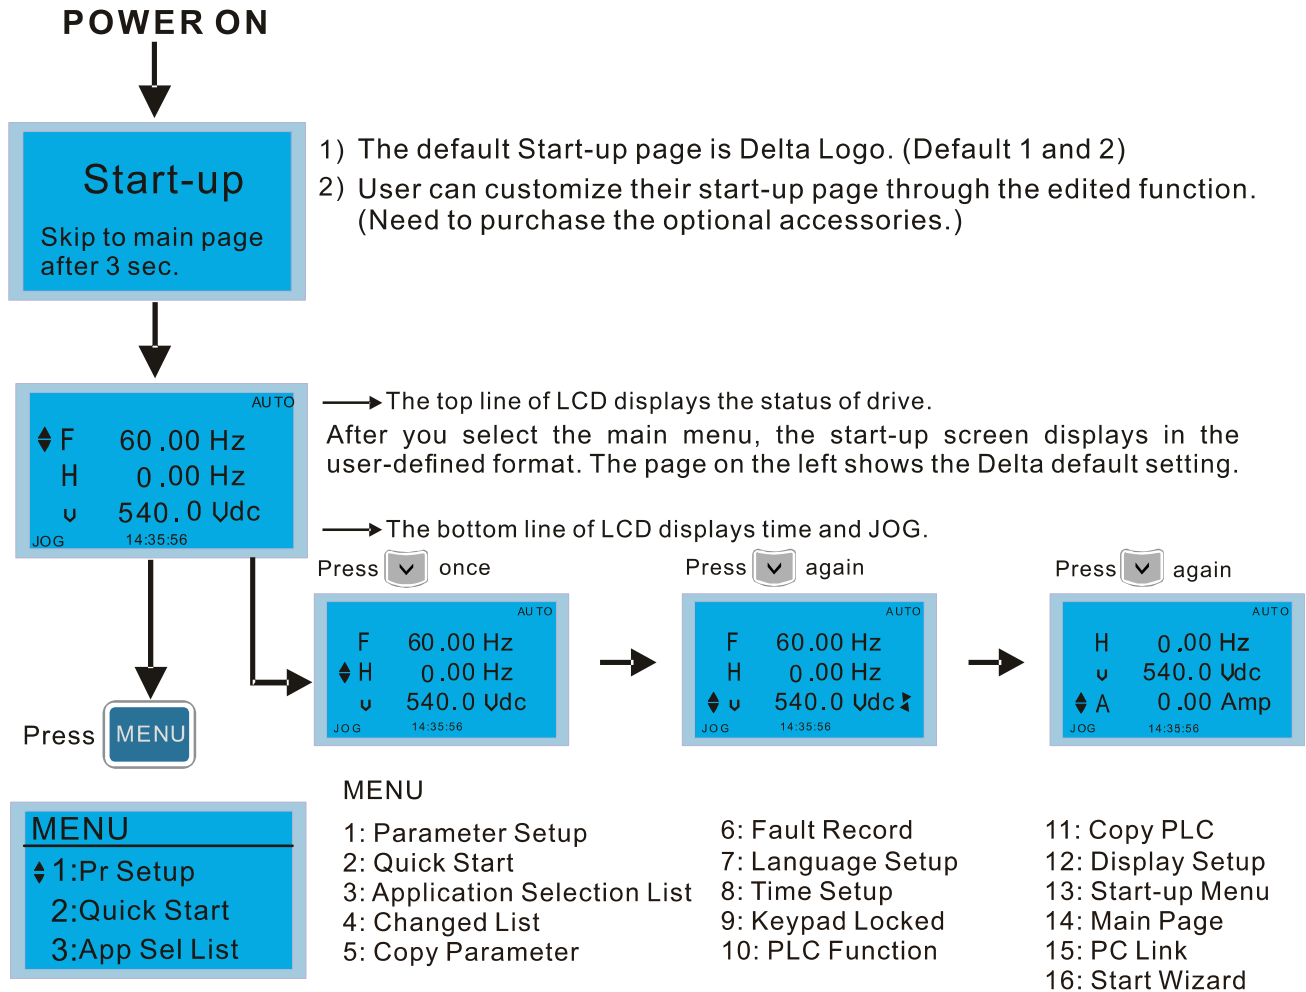 POWER ON
Start-up
Skip to main page
after 3 sec.
1) The default Start-up page is Delta Logo. (Default 1 and 2)
2) User can customize their start-up page through the edited function.
(Need to purchase the optional accessories.)
AUTO
F 60.00 Hz
H 0.00 Hz
v 540.0 Vdc
JOG 14:35:56
The top line of LCD displays the status of drive.
After you select the main menu, the start-up screen displays in the
user-defined format. The page on the left shows the Delta default setting.
The bottom line of LCD displays time and JOG.
Press once
AUTO
F 60.00 Hz
H 0.00 Hz
v 540.0 Vdc
JOG 14:35:56
Press again
AUTO
F 60.00 Hz
H 0.00 Hz
v 540.0 Vdc
JOG 14:35:56
Press again
AUTO
H 0.00 Hz
v 540.0 Vdc
A 0.00 Amp
JOG 14:35:56
Press MENU
MENU
1:Pr Setup
2:Quick Start
3:App Sel List
MENU
1: Parameter Setup
2: Quick Start
3: Application Selection List
4: Changed List
5: Copy Parameter
6: Fault Record
7: Language Setup
8: Time Setup
9: Keypad Locked
10: PLC Function
11: Copy PLC
12: Display Setup
13: Start-up Menu
14: Main Page
15: PC Link
16: Start Wizard